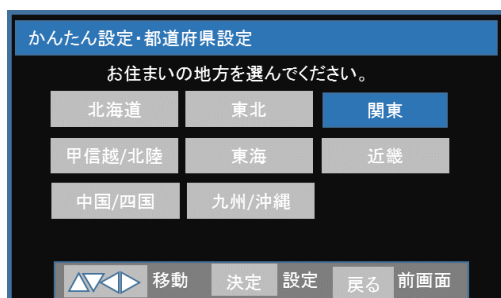 かんたん設定・都道府県設定
お住まいの地方を選んでください。
北海道 東北 関東
甲信越/北陸 東海 近畿
中国/四国 九州/沖縄
△▽◁▷ 移動 決定 設定 戻る 前画面